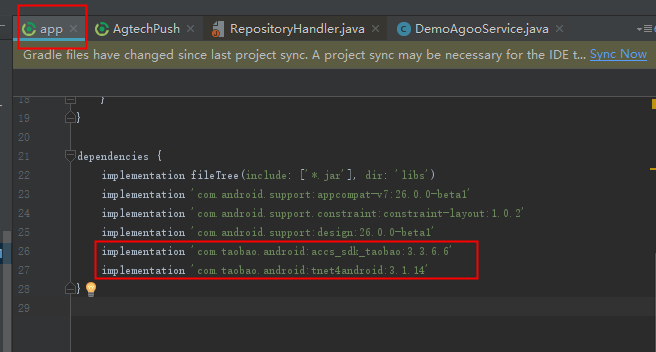 app AgtechPush RepositoryHandler.java DemoAgooService.java
Gradle files have changed since last project sync. A project sync may be necessary for the IDE t... Sync Now
18 }
19 }
20
21 dependencies {
22 implementation fileTree(include: ['*.jar'], dir: 'libs')
23 implementation 'com.android.support:appcompat-v7:26.0.0-beta1'
24 implementation 'com.android.support.constraint:constraint-layout:1.0.2'
25 implementation 'com.android.support:design:26.0.0-beta1'
26 implementation 'com.taobao.android:accs_sdk_taobao:3.3.6.6'
27 implementation 'com.taobao.android:tnet4android:3.1.14'
28 }
29